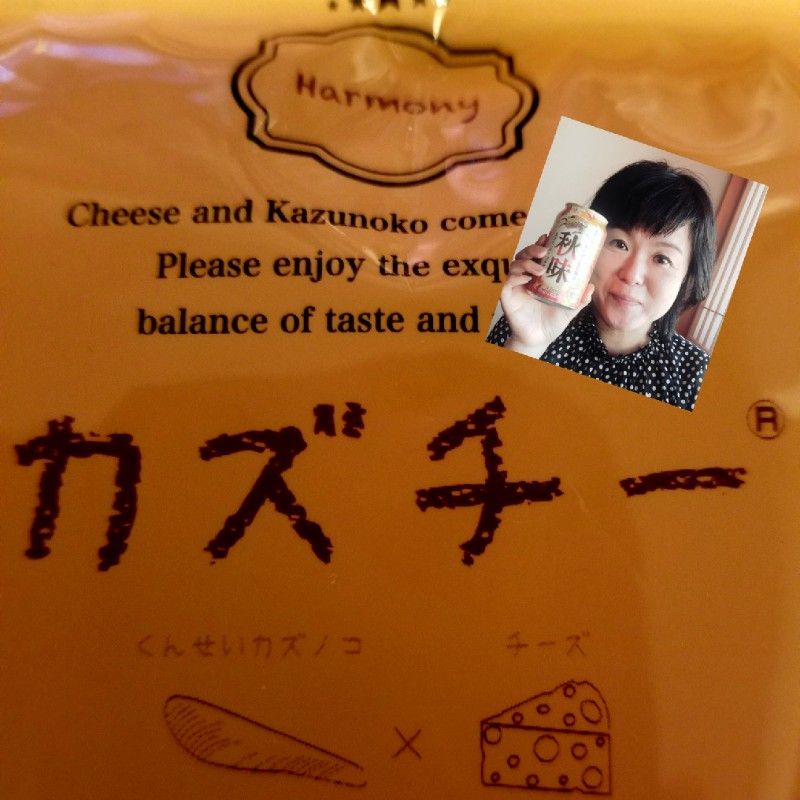 Harmony
Cheese and Kazunoko come
Please enjoy the
balance of taste and
カズチー®
くんせいカズノコ
チーズ
×
秋
味